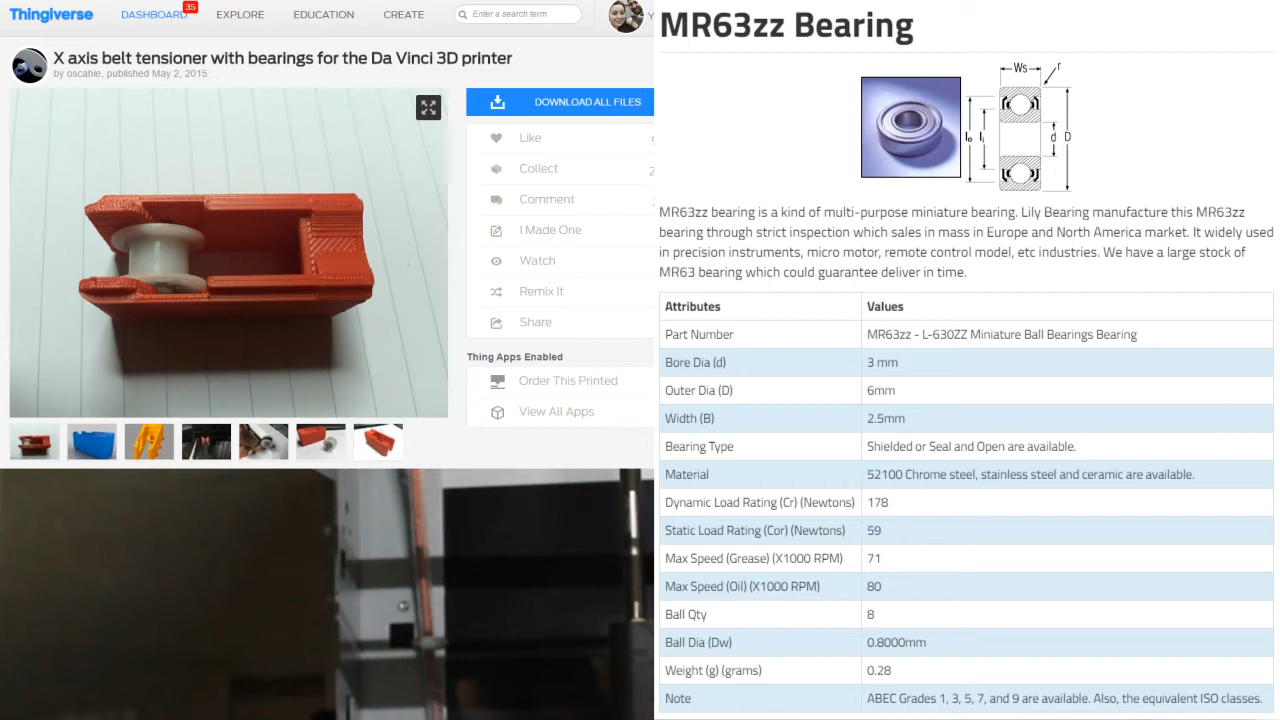 Thingiverse
DASHBOARD
35
EXPLORE
EDUCATION
CREATE
Enter a search term
X axis belt tensioner with bearings for the Da Vinci 3D printer
by oscahie, published May 2, 2015
DOWNLOAD ALL FILES
Like
Collect
Comment
I Made One
Watch
Remix It
Share
Thing Apps Enabled
Order This Printed
View All Apps
MR63zz Bearing
Ws
r
lo
li
d
D
MR63zz bearing is a kind of multi-purpose miniature bearing. Lily Bearing manufacture this MR63zz
bearing through strict inspection which sales in mass in Europe and North America market. It widely used
in precision instruments, micro motor, remote control model, etc industries. We have a large stock of
MR63 bearing which could guarantee deliver in time.
Attributes Values
Part Number MR63zz - L-630ZZ Miniature Ball Bearings Bearing
Bore Dia (d) 3 mm
Outer Dia (D) 6mm
Width (B) 2.5mm
Bearing Type Shielded or Seal and Open are available.
Material 52100 Chrome steel, stainless steel and ceramic are available.
Dynamic Load Rating (Cr) (Newtons) 178
Static Load Rating (Cor) (Newtons) 59
Max Speed (Grease) (X1000 RPM) 71
Max Speed (Oil) (X1000 RPM) 80
Ball Qty 8
Ball Dia (Dw) 0.8000mm
Weight (g) (grams) 0.28
Note ABEC Grades 1, 3, 5, 7, and 9 are available. Also, the equivalent ISO classes.